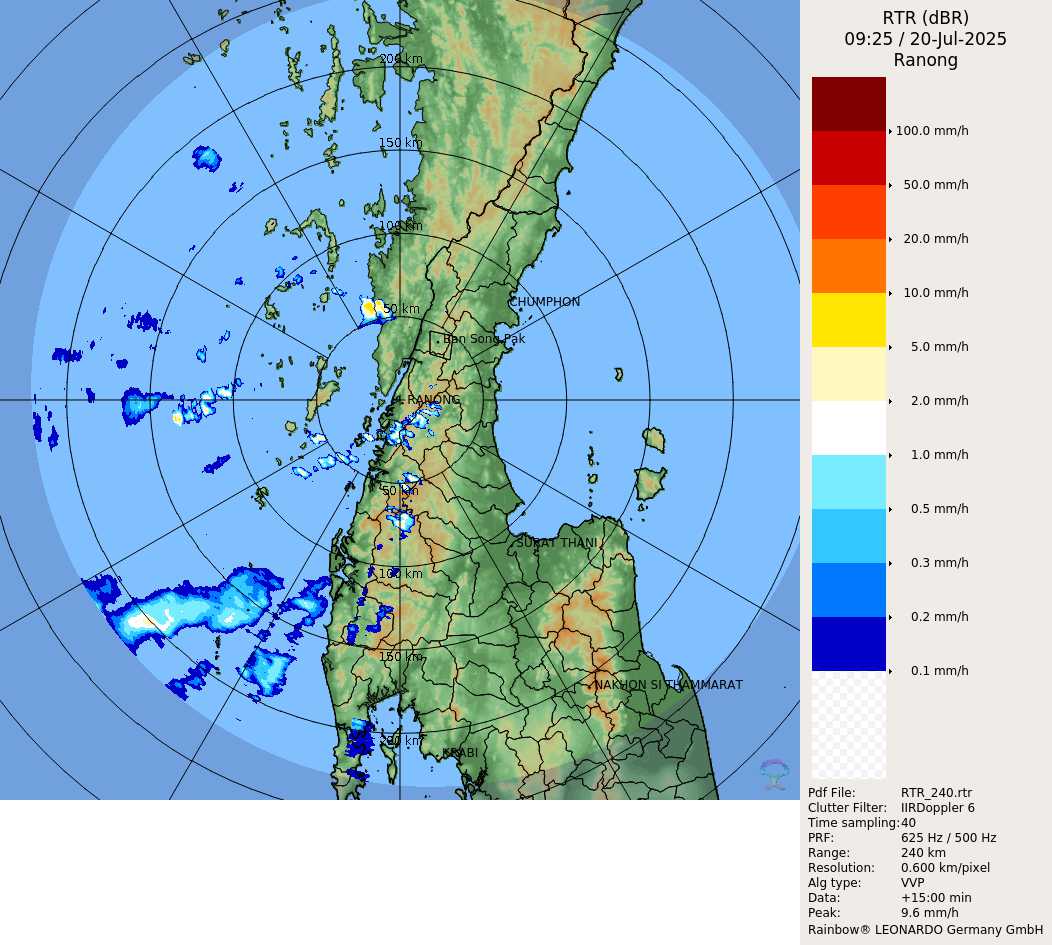 RTR (dBR)
09:25 / 20-Jul-2025
Ranong
200 km
150 km
100 km
50 km
CHUMPHON
Ban Song Pak
RANONG
50 km
SURAT THANI
100 km
150 km
NAKHON SI THAMMARAT
200 km
KRABI
100.0 mm/h
50.0 mm/h
20.0 mm/h
10.0 mm/h
5.0 mm/h
2.0 mm/h
1.0 mm/h
0.5 mm/h
0.3 mm/h
0.2 mm/h
0.1 mm/h
Pdf File: RTR_240.rtr
Clutter Filter: IIRDoppler 6
Time sampling: 40
PRF: 625 Hz / 500 Hz
Range: 240 km
Resolution: 0.600 km/pixel
Alg type: VVP
Data: +15:00 min
Peak: 9.6 mm/h
Rainbow® LEONARDO Germany GmbH